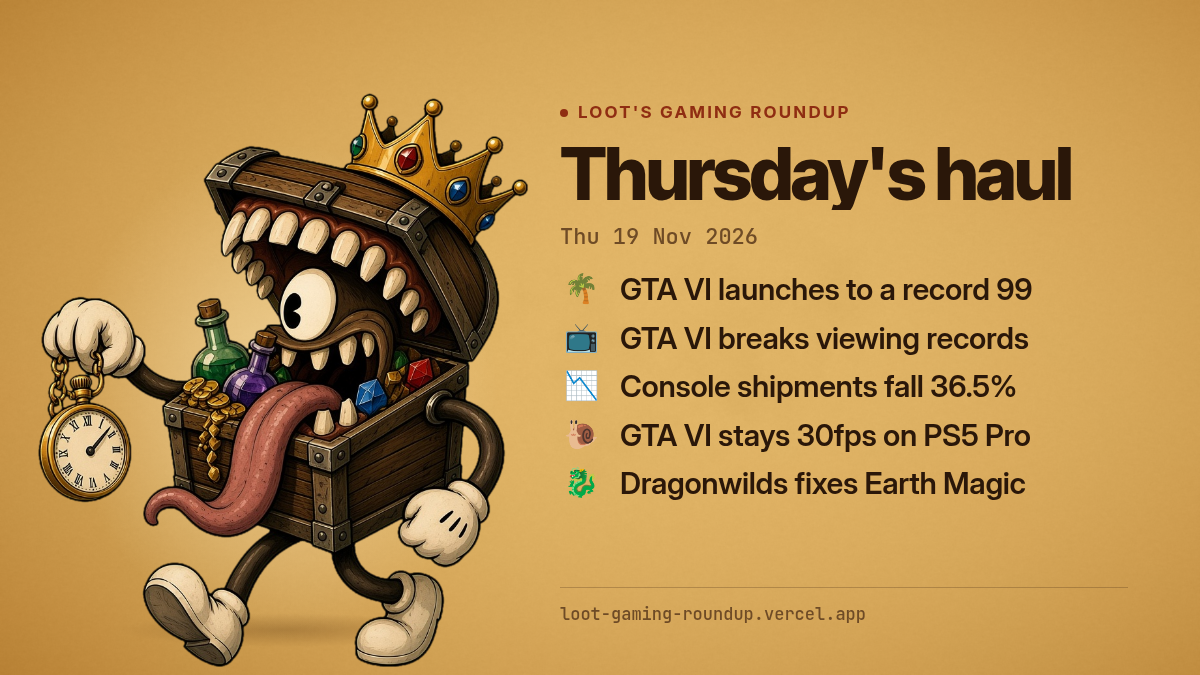 LOOT'S GAMING ROUNDUP
Thursday's haul
Thu 19 Nov 2026
GTA VI launches to a record 99
GTA VI breaks viewing records
Console shipments fall 36.5%
GTA VI stays 30fps on PS5 Pro
Dragonwilds fixes Earth Magic
loot-gaming-roundup.vercel.app